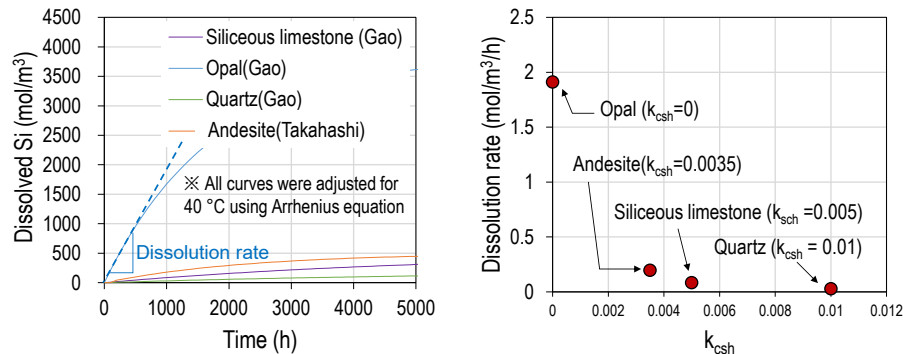 4500
4000
3500
3000
2500
2000
1500
1000
500
0
Dissolved Si (mol/m³)
Siliceous limestone (Gao)
Opal(Gao)
Quartz(Gao)
Andesite(Takahashi)
※ All curves were adjusted for
40 °C using Arrhenius equation
Dissolution rate
0 1000 2000 3000 4000 5000
Time (h)
2.5
2
1.5
1
0.5
0
Dissolution rate (mol/m³/h)
Opal (kcsh=0)
Andesite(kcsh=0.0035)
Siliceous limestone (ksch =0.005)
Quartz (kcsh = 0.01)
0 0.002 0.004 0.006 0.008 0.01 0.012
kcsh